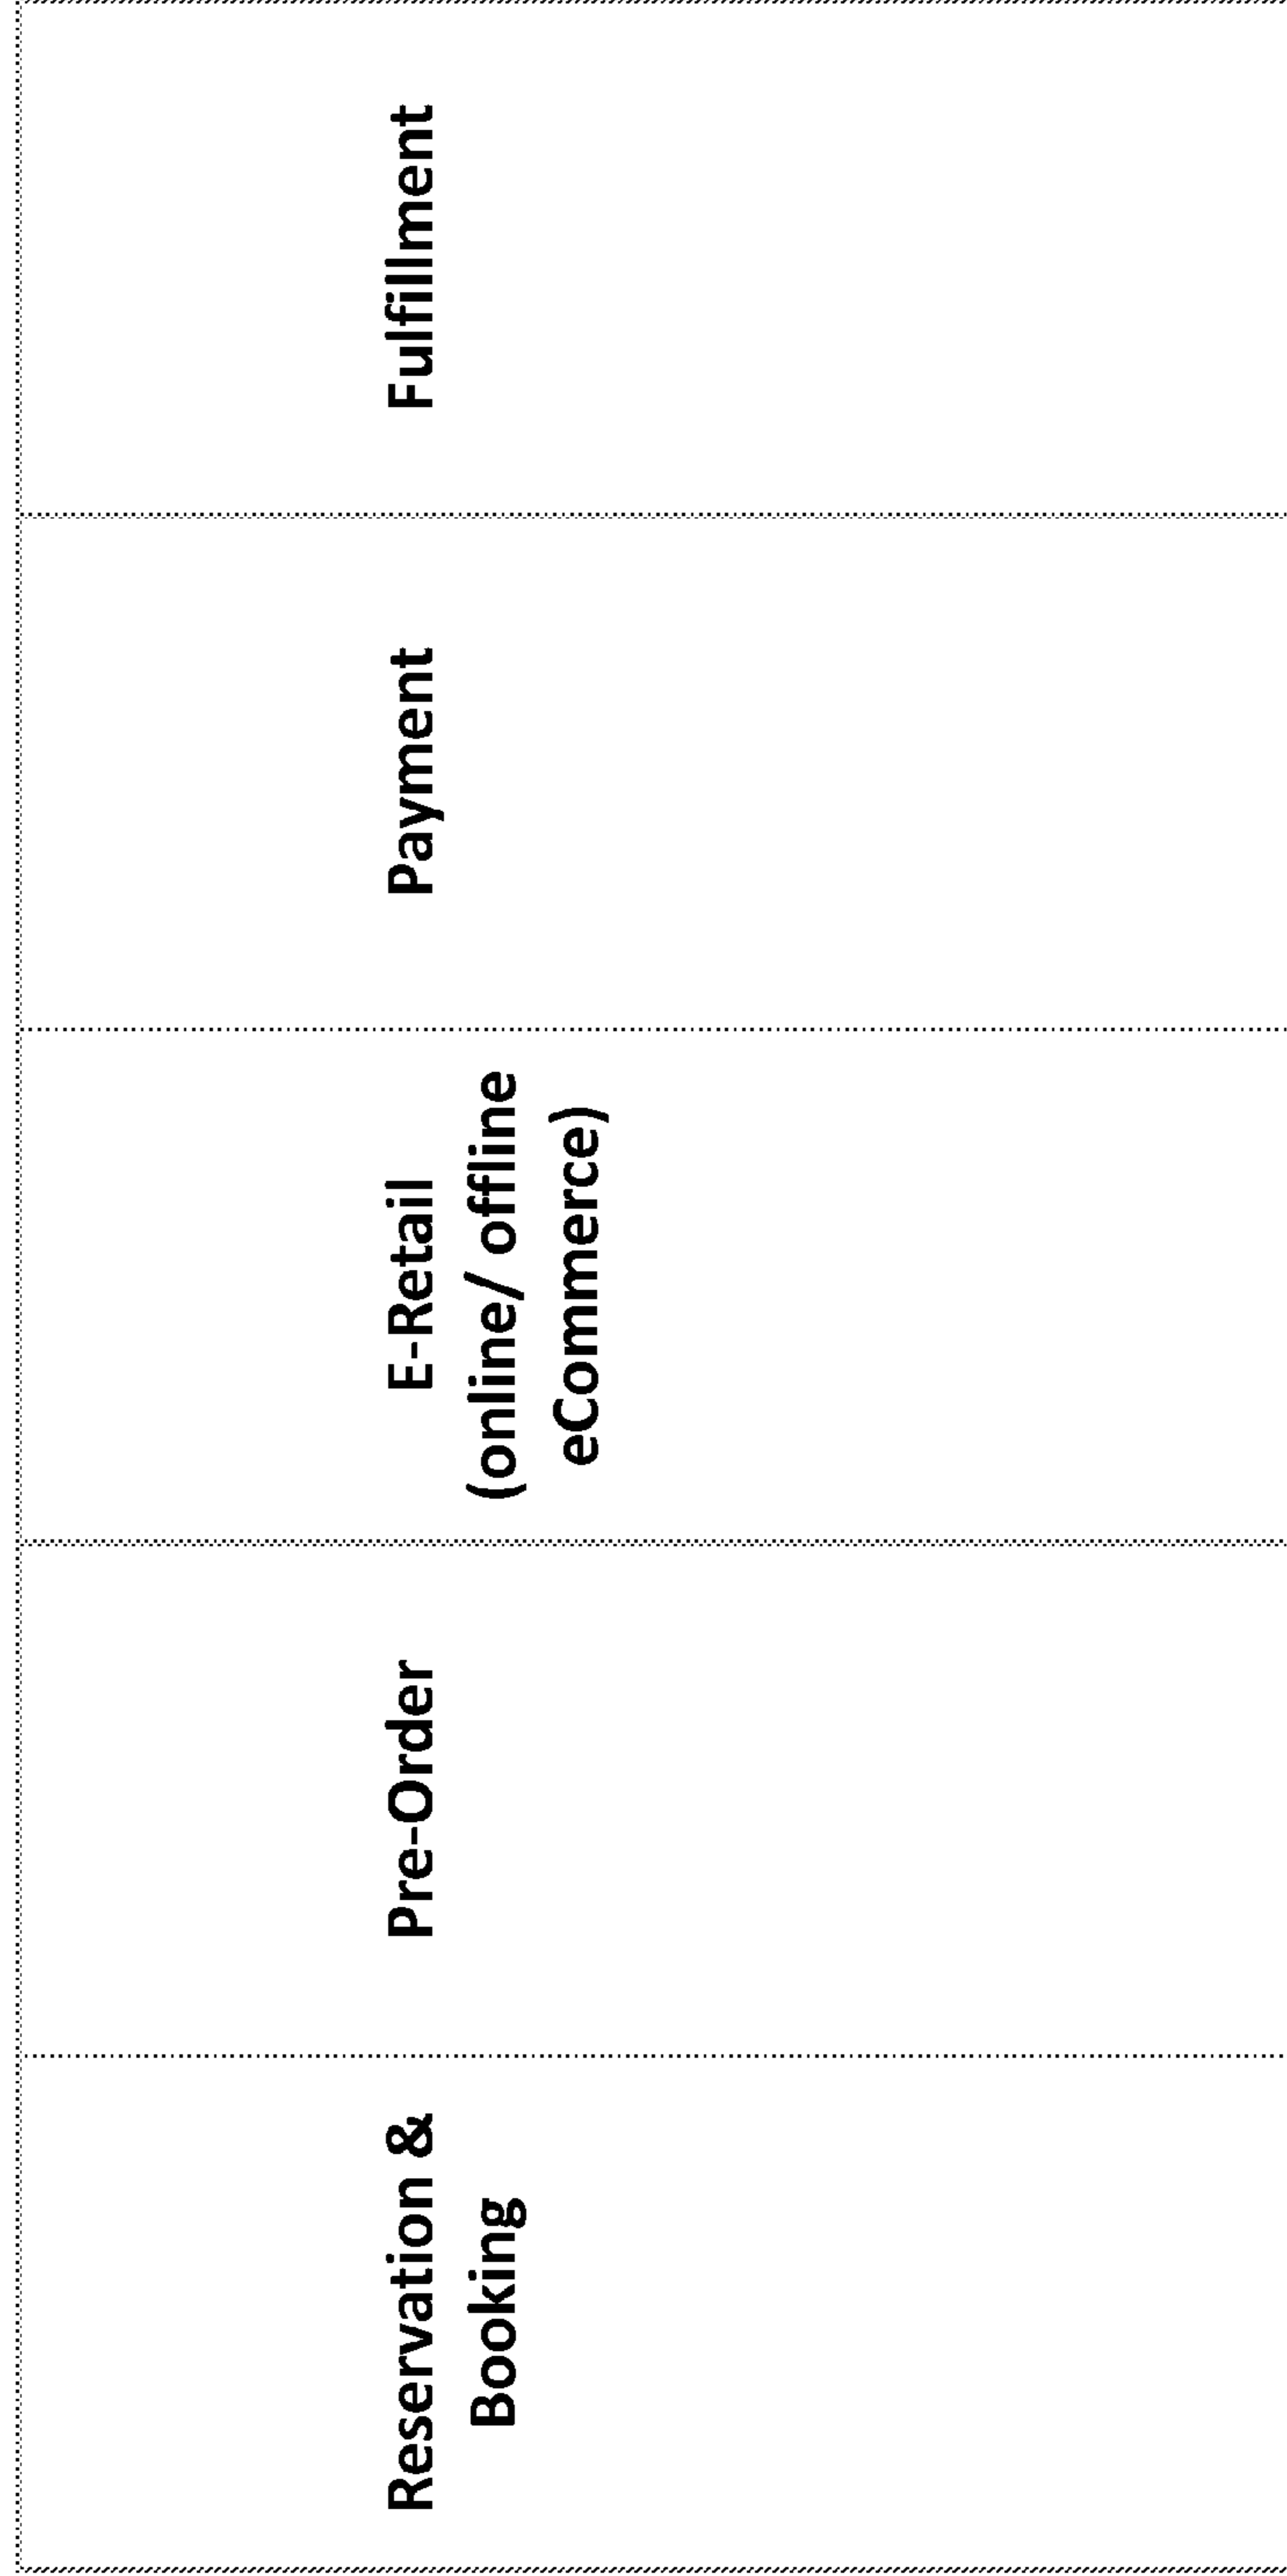 Reservation &
Booking
Pre-Order
E-Retail
(online/ offline
eCommerce)
Payment
Fulfillment